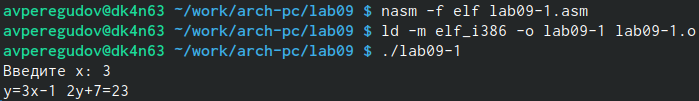 avperegudov@dk4n63 ~/work/arch-pc/lab09 $ nasm -f elf lab09-1.asm
avperegudov@dk4n63 ~/work/arch-pc/lab09 $ ld -m elf_i386 -o lab09-1 lab09-1.o
avperegudov@dk4n63 ~/work/arch-pc/lab09 $ ./lab09-1
Введите x: 3
y=3x-1 2y+7=23